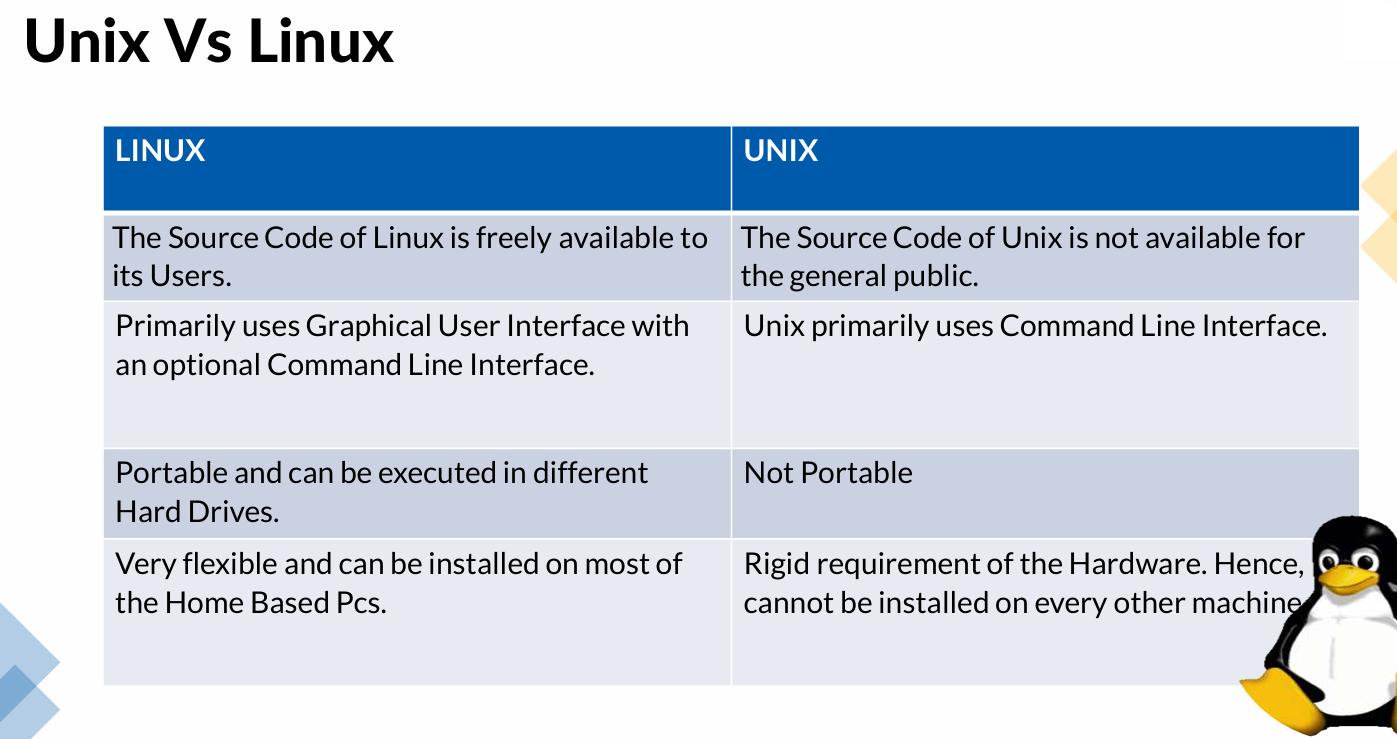 Unix Vs Linux
LINUX
UNIX
The Source Code of Linux is freely available to
its Users.
The Source Code of Unix is not available for
the general public.
Primarily uses Graphical User Interface with
an optional Command Line Interface.
Unix primarily uses Command Line Interface.
Portable and can be executed in different
Hard Drives.
Not Portable
Very flexible and can be installed on most of
the Home Based Pcs.
Rigid requirement of the Hardware. Hence,
cannot be installed on every other machine